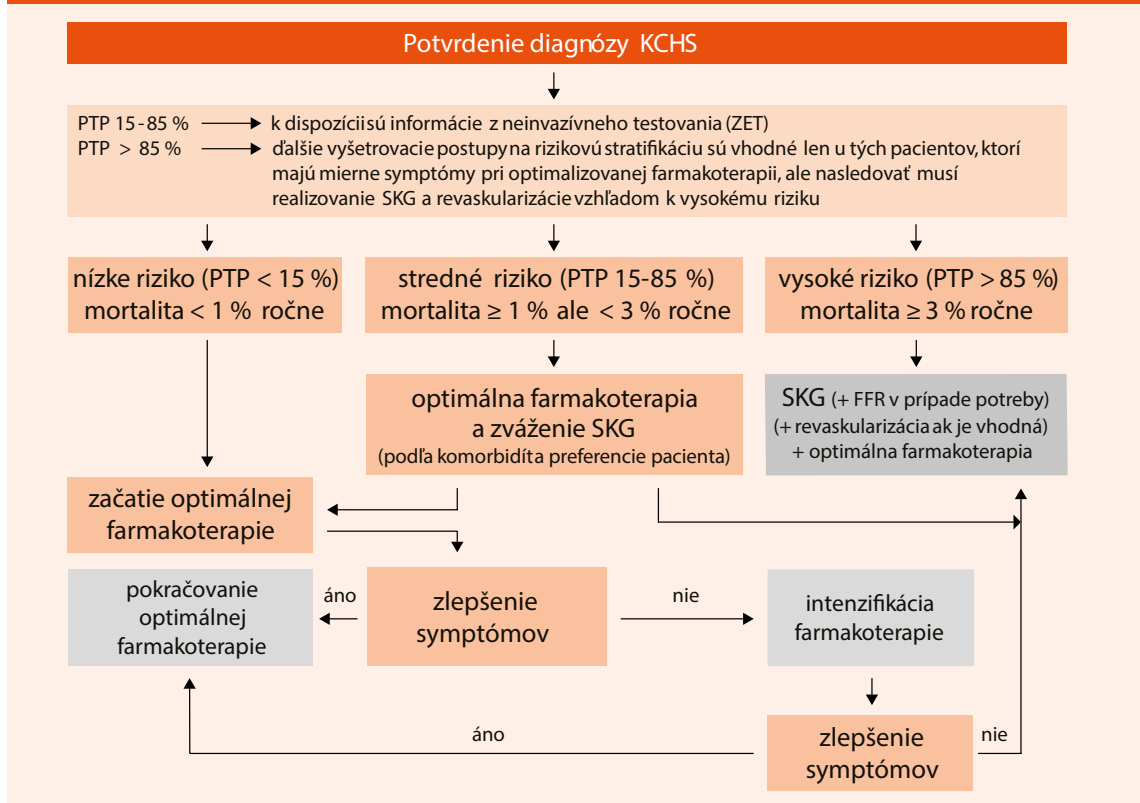 Potvrdenie diagnózy KCHS
PTP 15-85 % k dispozícii sú informácie z neinvazívneho testovania (ZET)
PTP > 85 % ďalšie vyšetrovacie postupy na rizikovú stratifikáciu sú vhodné len u tých pacientov, ktorí
majú mierne symptómy pri optimalizovanej farmakoterapii, ale nasledovať musí
realizovanie SKG a revaskularizácie vzhľadom k vysokému riziku
nízke riziko (PTP < 15 %)
mortalita < 1 % ročne
stredné riziko (PTP 15-85 %)
mortalita ≥ 1 % ale < 3 % ročne
vysoké riziko (PTP > 85 %)
mortalita ≥ 3 % ročne
optimálna farmakoterapia
a zváženie SKG
(podľa komorbidít a preferencie pacienta)
SKG (+ FFR v prípade potreby)
(+ revaskularizácia ak je vhodná)
+ optimálna farmakoterapia
začatie optimálnej
farmakoterapie
pokračovanie
optimálnej
farmakoterapie
áno
zlepšenie
symptómov
nie
intenzifikácia
farmakoterapie
áno
zlepšenie
symptómov
nie